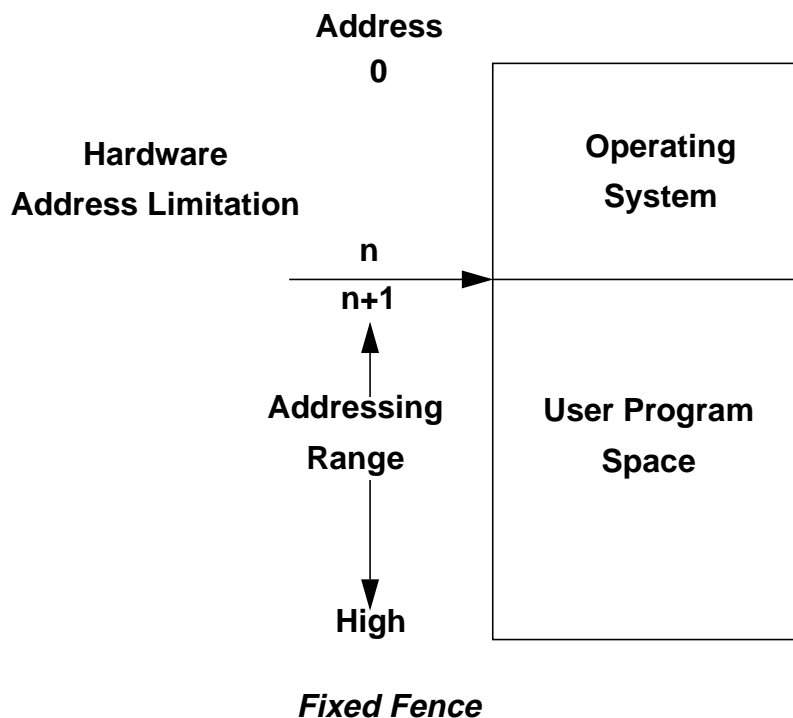 Address
0
Hardware
Address Limitation
Operating
System
n
n+1
Addressing
Range
User Program
Space
High
Fixed Fence